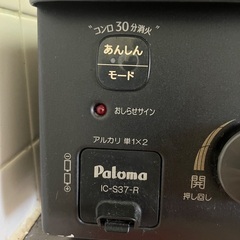 コンロ30分消火
あんしん
モード
おしらせサイン
アルカリ 単1×2
Paloma
IC-S37-R
開
押し回し